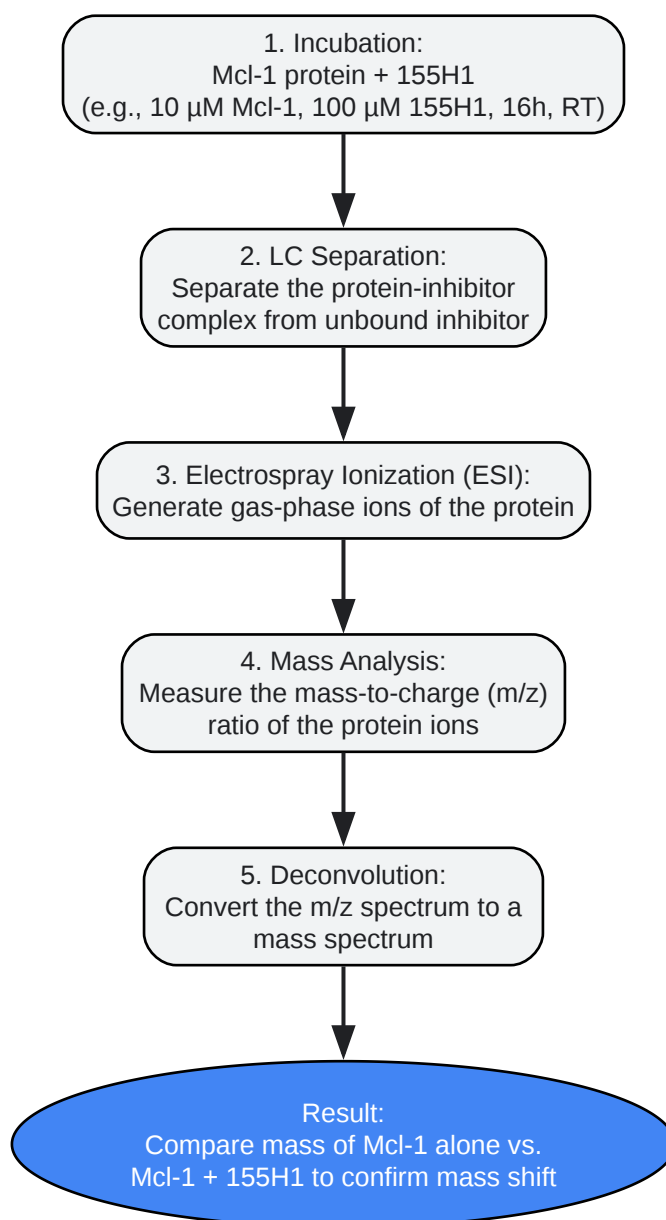 1. Incubation:
Mcl-1 protein + 155H1
(e.g., 10 µM Mcl-1, 100 µM 155H1, 16h, RT)
2. LC Separation:
Separate the protein-inhibitor
complex from unbound inhibitor
3. Electrospray Ionization (ESI):
Generate gas-phase ions of the protein
4. Mass Analysis:
Measure the mass-to-charge (m/z)
ratio of the protein ions
5. Deconvolution:
Convert the m/z spectrum to a
mass spectrum
Result:
Compare mass of Mcl-1 alone vs.
Mcl-1 + 155H1 to confirm mass shift